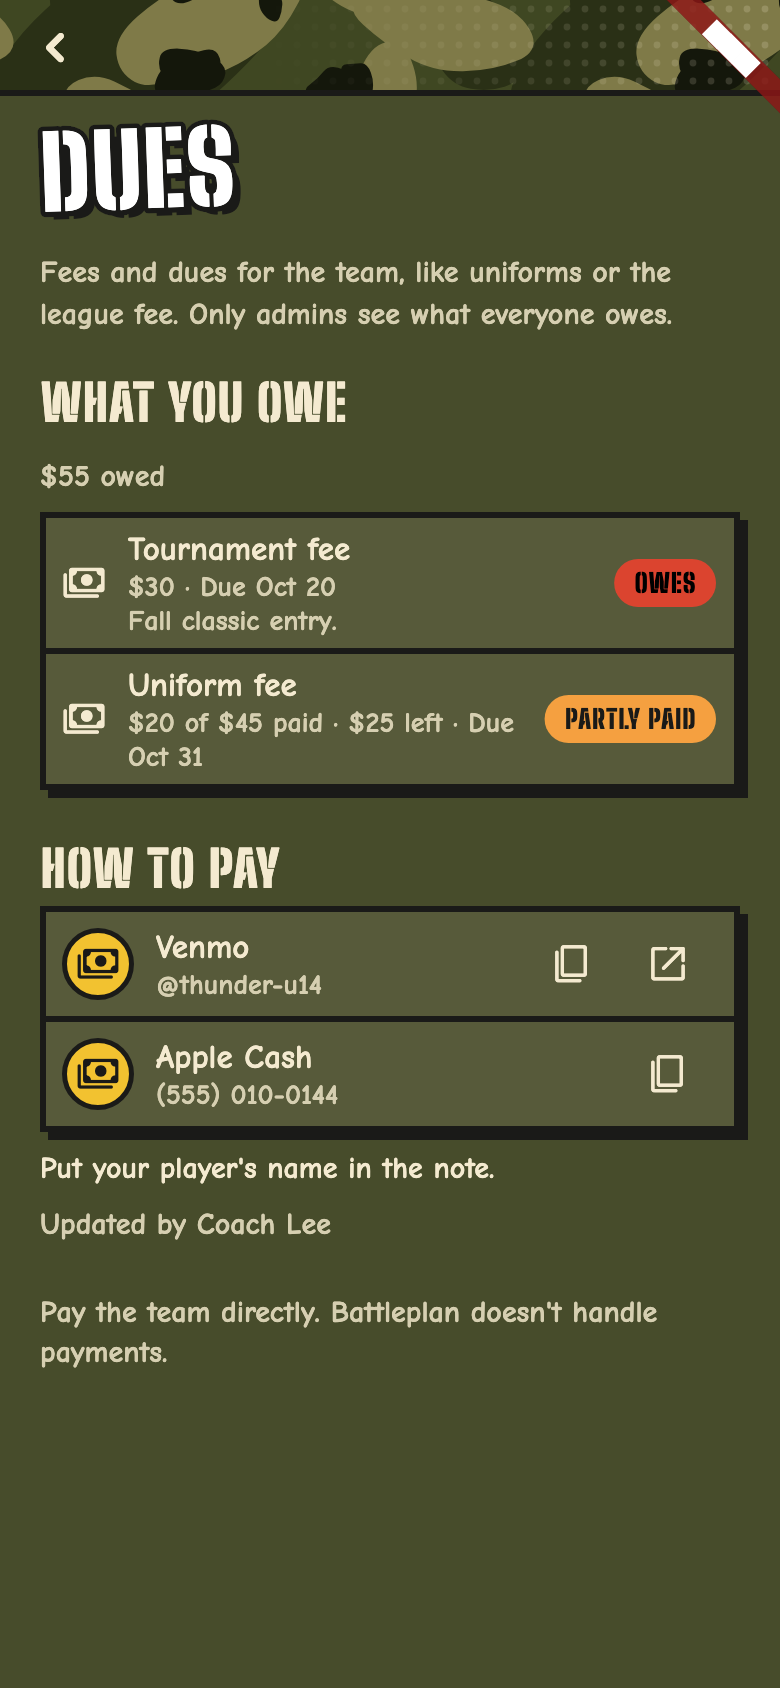 DUES
Fees and dues for the team, like uniforms or the
league fee. Only admins see what everyone owes.
WHAT YOU OWE
$55 owed
Tournament fee
$30 · Due Oct 20
Fall classic entry.
OWES
Uniform fee
$20 of $45 paid · $25 left · Due
Oct 31
PARTLY PAID
HOW TO PAY
Venmo
@thunder-u14
Apple Cash
(555) 010-0144
Put your player's name in the note.
Updated by Coach Lee
Pay the team directly. Battleplan doesn't handle
payments.